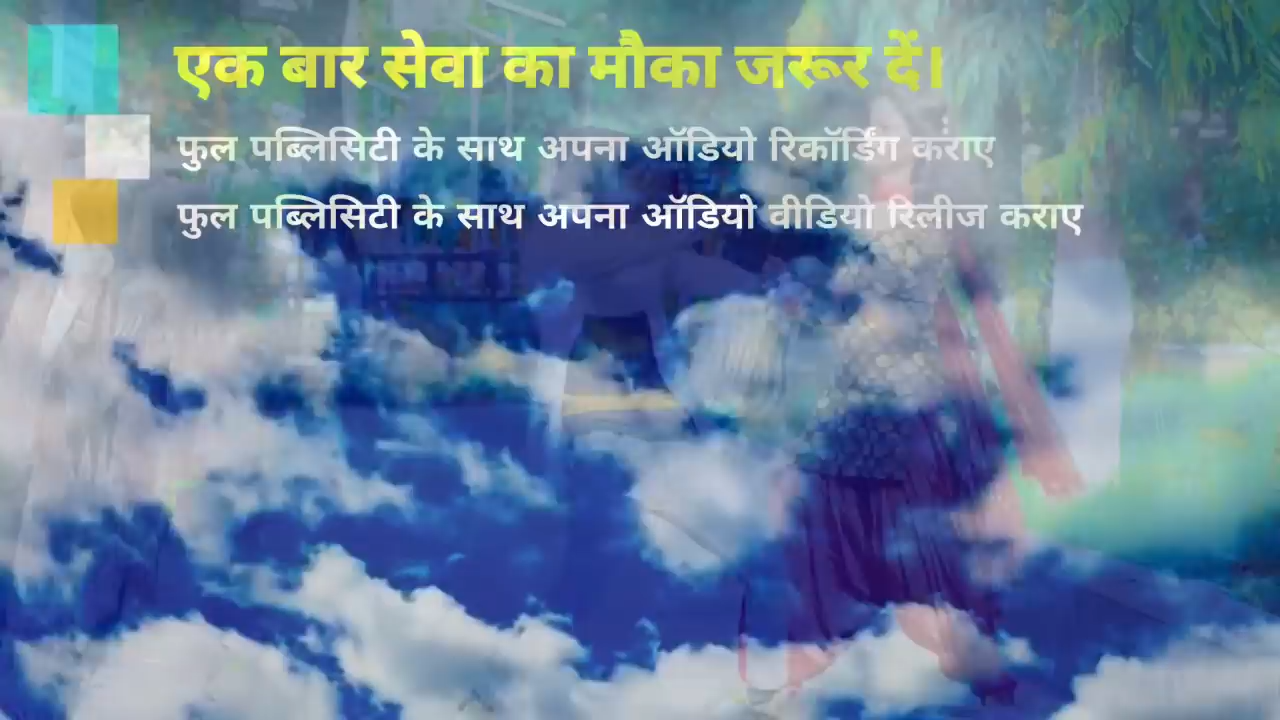 एक बार सेवा का मौका जरूर दें।
फुल पब्लिसिटी के साथ अपना ऑडियो रिकॉर्डिंग कराए
फुल पब्लिसिटी के साथ अपना ऑडियो वीडियो रिलीज कराए